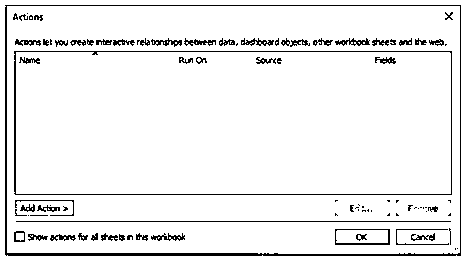 Actions
Actions let you create interactive relationships between data, dashboard objects, other workbook sheets and the web.
Name Run On Source Fields
Add Action > Edit... Remove
Show actions for all sheets in this workbook OK Cancel